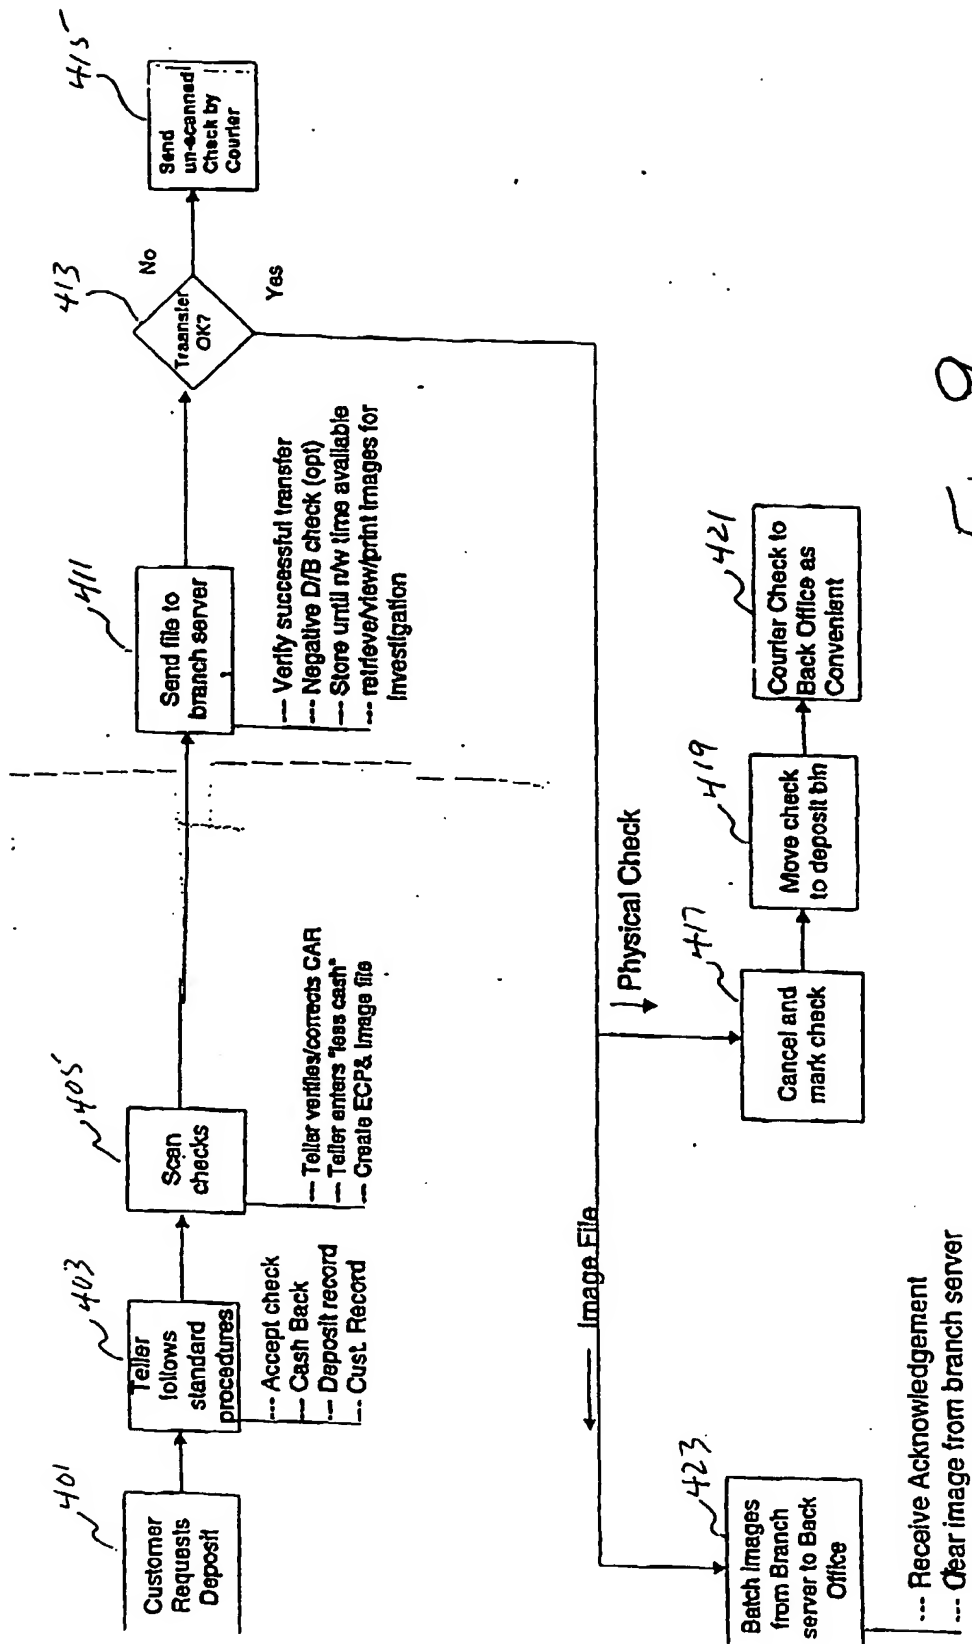 401
Customer
Requests
Deposit
403
Teller
follows
standard
procedures
--- Accept check
--- Cash Back
--- Deposit record
--- Cust. Record
405
Scan
checks
--- Teller verifies/corrects CAR
--- Teller enters "less cash"
--- Create ECP& Image file
411
Send file to
branch server
--- Verify successful transfer
--- Negative D/B check (opt)
--- Store until n/w time available
--- retrieve/view/print images for
investigation
413
Traanster
OK?
No
Yes
415
Send
un-scanned
Check by
Courier
Image File
Physical Check
423
Batch Images
from Branch
server to Back
Office
--- Receive Acknowledgement
--- Clear image from branch server
417
Cancel and
mark check
419
Move check
to deposit bin
421
Courier Check to
Back Office as
Convenient
9